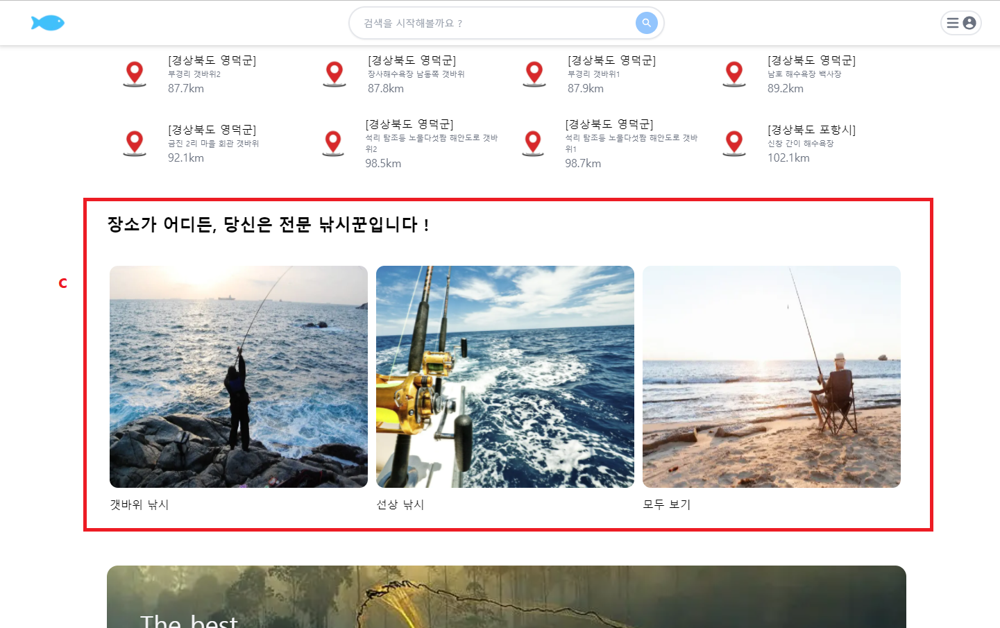 검색을 시작해볼까요 ?
[경상북도 영덕군]
부경리 갯바위2
87.7km
[경상북도 영덕군]
장사해수욕장 남동쪽 갯바위
87.8km
[경상북도 영덕군]
부경리 갯바위1
87.9km
[경상북도 영덕군]
남호 해수욕장 백사장
89.2km
[경상북도 영덕군]
금진 2리 마을 회관 갯바위
92.1km
[경상북도 영덕군]
석리 탐조등 노물다섯짬 해안도로 갯바
위2
98.5km
[경상북도 영덕군]
석리 탐조등 노물다섯짬 해안도로 갯바
위1
98.7km
[경상북도 포항시]
신창 간이 해수욕장
102.1km
장소가 어디든, 당신은 전문 낚시꾼입니다 !
C
갯바위 낚시
선상 낚시
모두 보기
The best